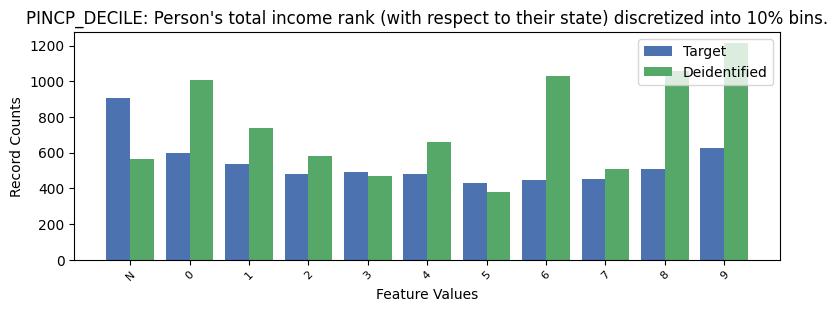 PINCP_DECILE: Person's total income rank (with respect to their state) discretized into 10% bins.
Target
Deidentified
Record Counts
1200
1000
800
600
400
200
0
N 0 1 2 3 4 5 6 7 8 9
Feature Values